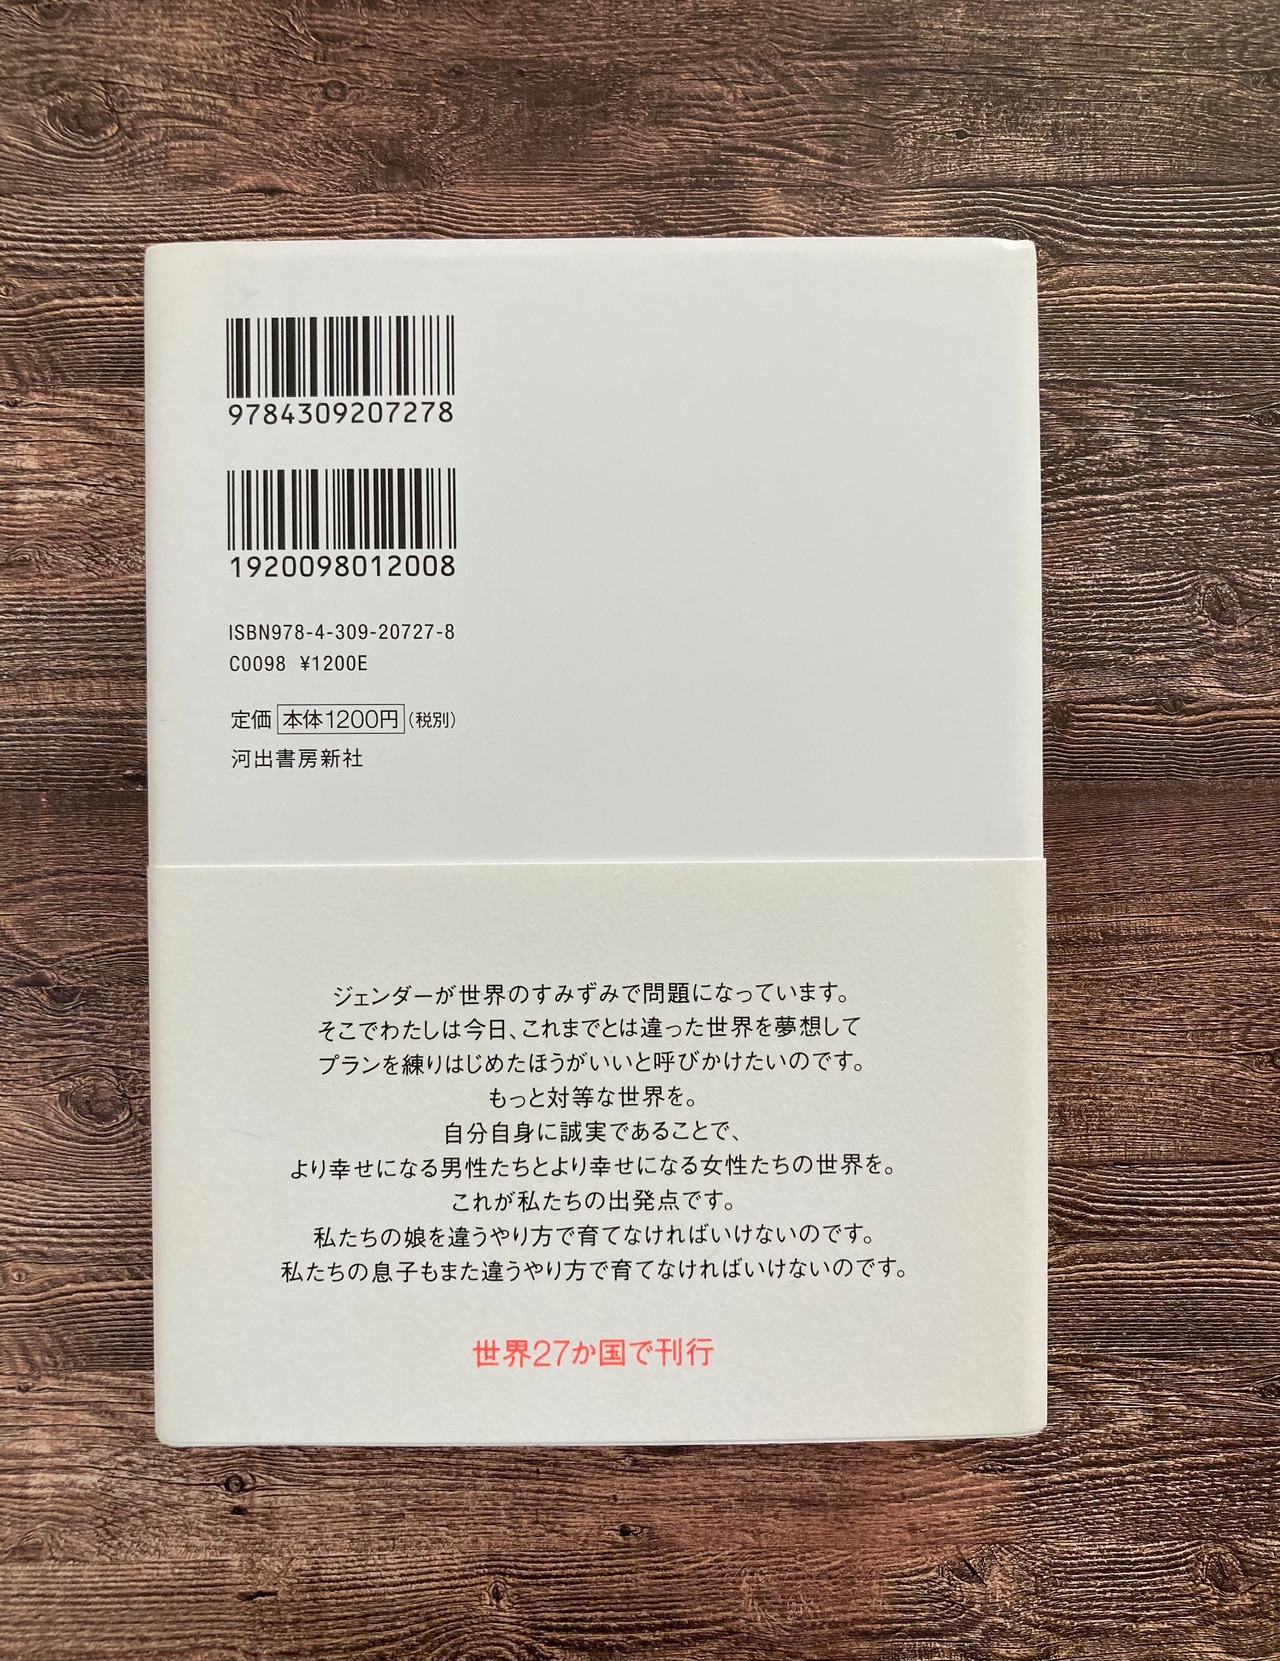 9784309207278
1920098012008
ISBN978-4-309-20727-8
C0098 ¥1200E
定価 本体1200円(税別)
河出書房新社
ジェンダーが世界のすみずみで問題になっています。
そこでわたしは今日、これまでとは違った世界を夢想して
プランを練りはじめたほうがいいと呼びかけたいのです。
もっと対等な世界を。
自分自身に誠実であることで、
より幸せになる男性たちとより幸せになる女性たちの世界を。
これが私たちの出発点です。
私たちの娘を違うやり方で育てなければいけないのです。
私たちの息子もまた違うやり方で育てなければいけないのです。
世界27か国で刊行